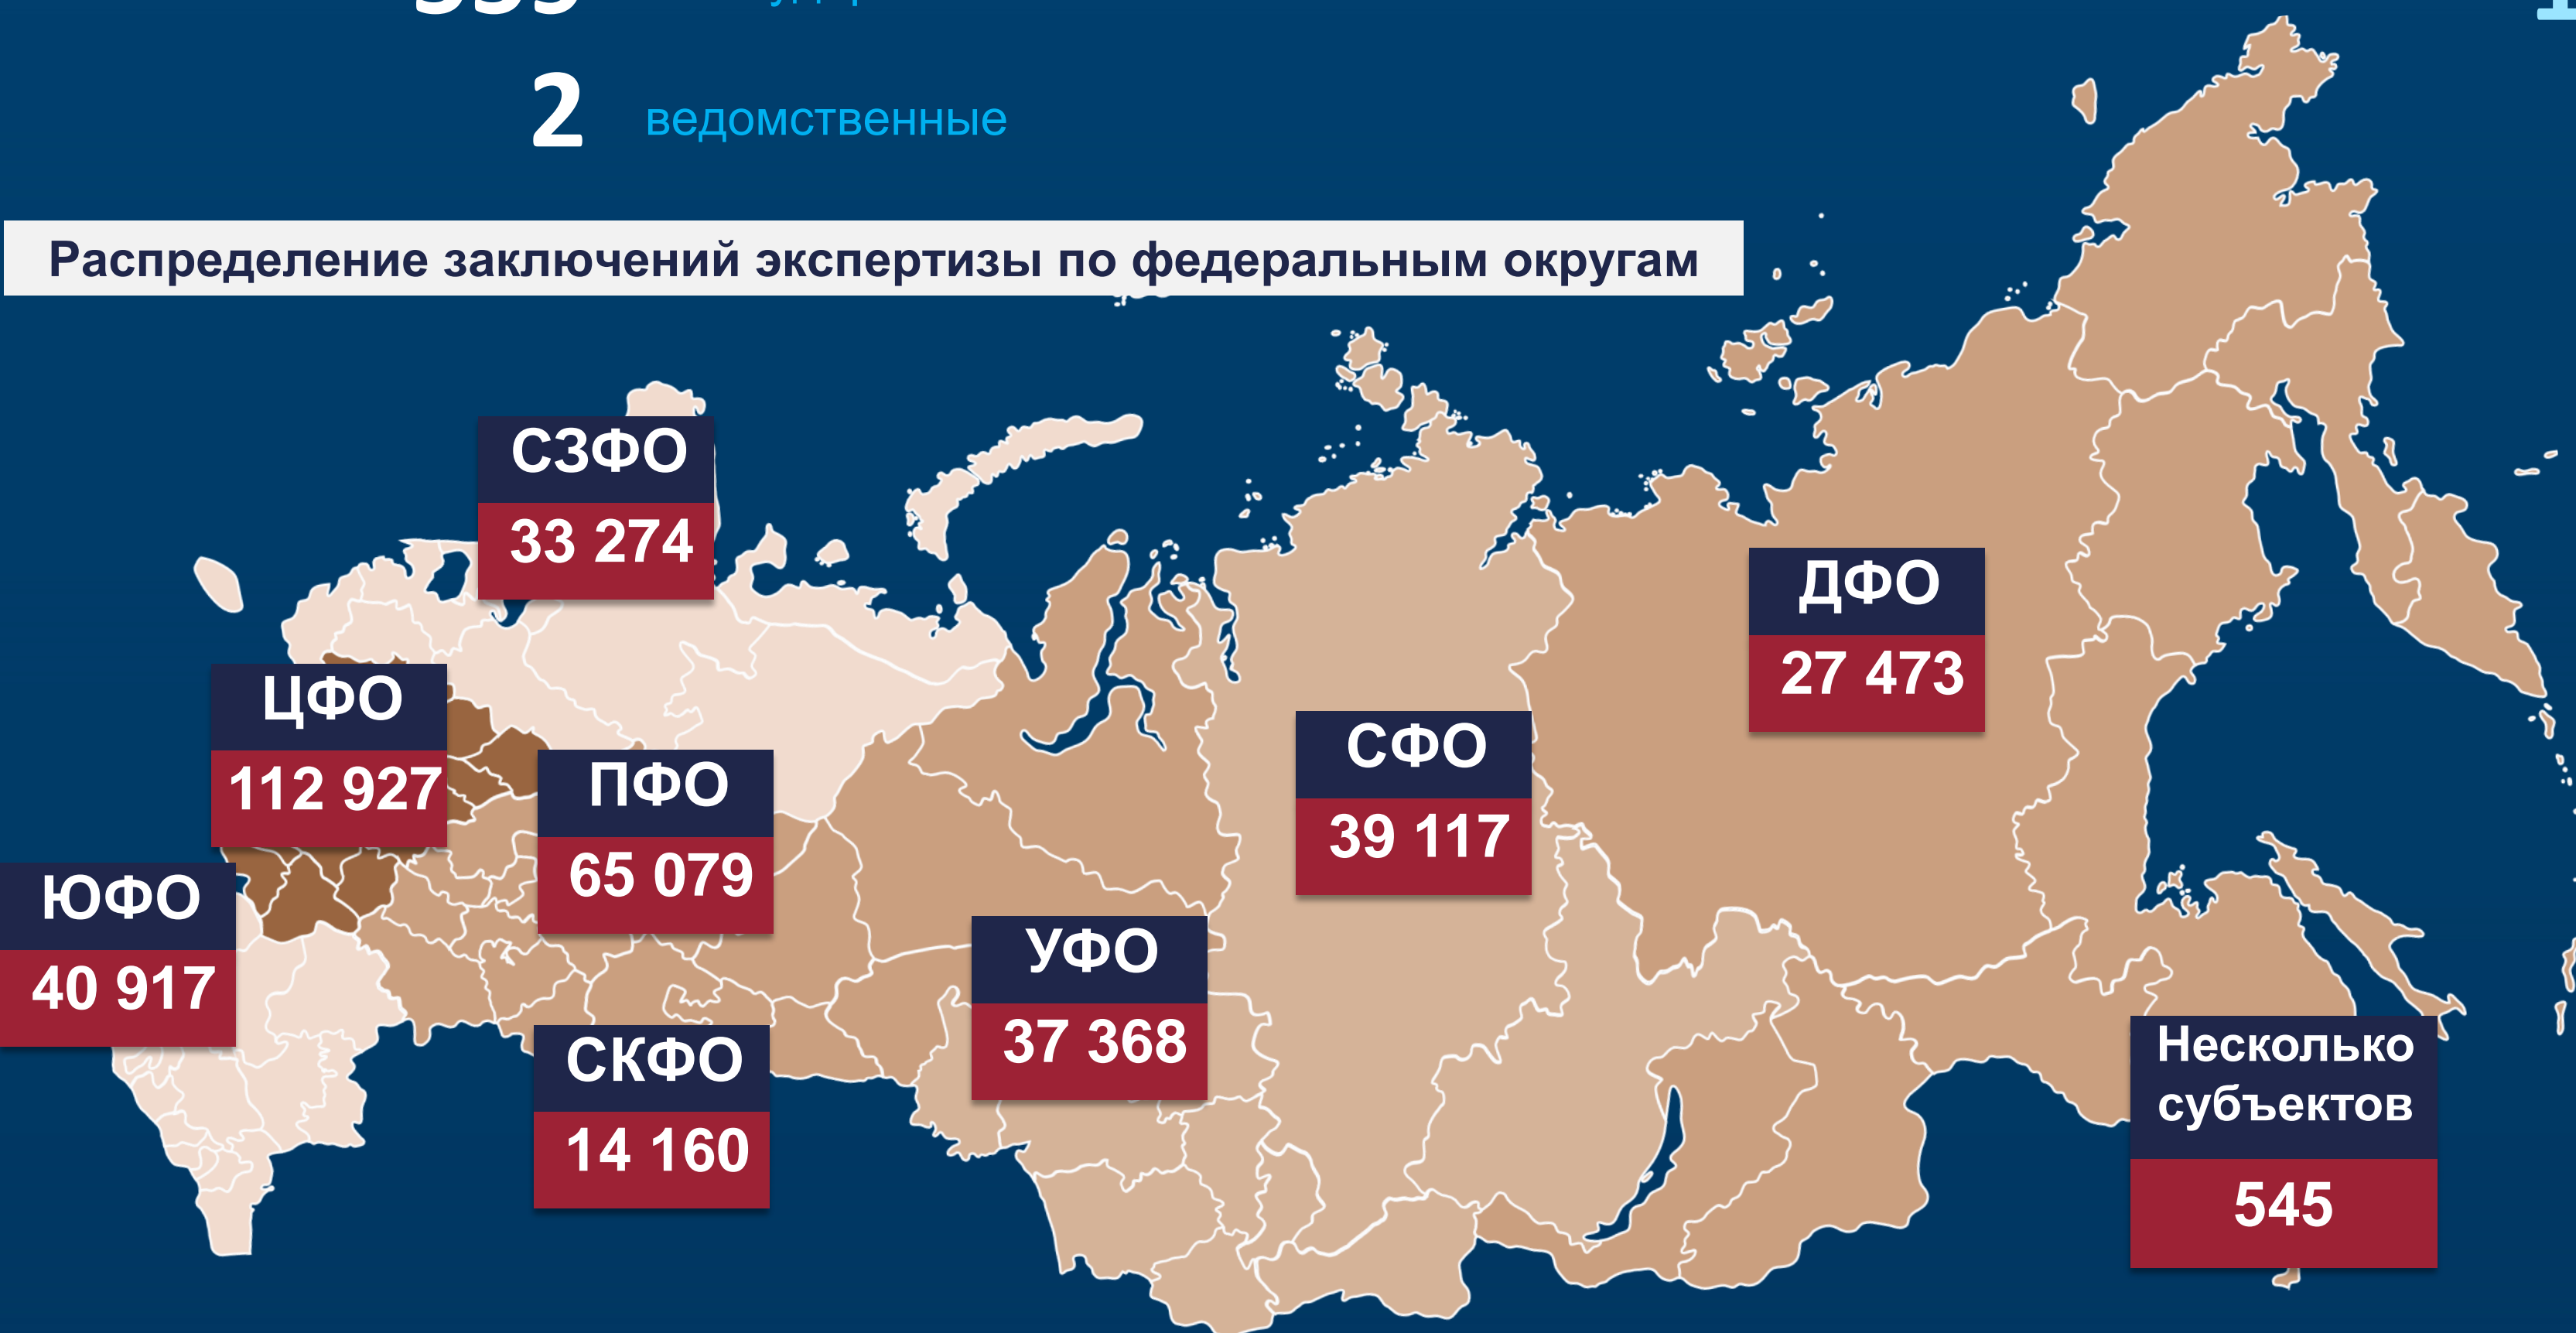 2
ведомственные
Распределение заключений экспертизы по федеральным округам
СЗФО
33 274
ДФО
27 473
ЦФО
112 927
СФО
39 117
ПФО
65 079
ЮФО
40 917
УФО
37 368
СКФО
14 160
Несколько
субъектов
545